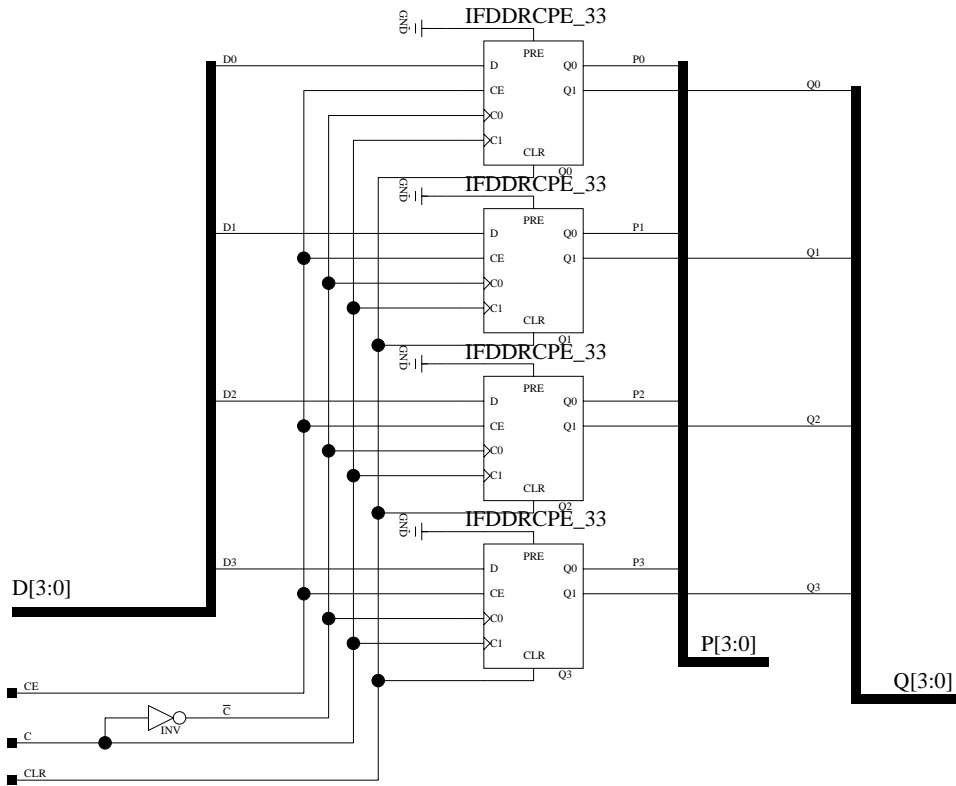 IFDDRCPE_33
GND
PRE
D0
D
Q0
P0
CE
Q1
Q0
C0
C1
CLR
Q0
IFDDRCPE_33
GND
PRE
D1
D
Q0
P1
CE
Q1
Q1
C0
C1
CLR
Q1
IFDDRCPE_33
GND
PRE
D2
D
Q0
P2
CE
Q1
Q2
C0
C1
CLR
Q2
IFDDRCPE_33
GND
PRE
D3
D
Q0
P3
D[3:0]
CE
Q1
Q3
C0
C1
P[3:0]
CLR
Q3
Q[3:0]
CE
C̅
INV
C
CLR